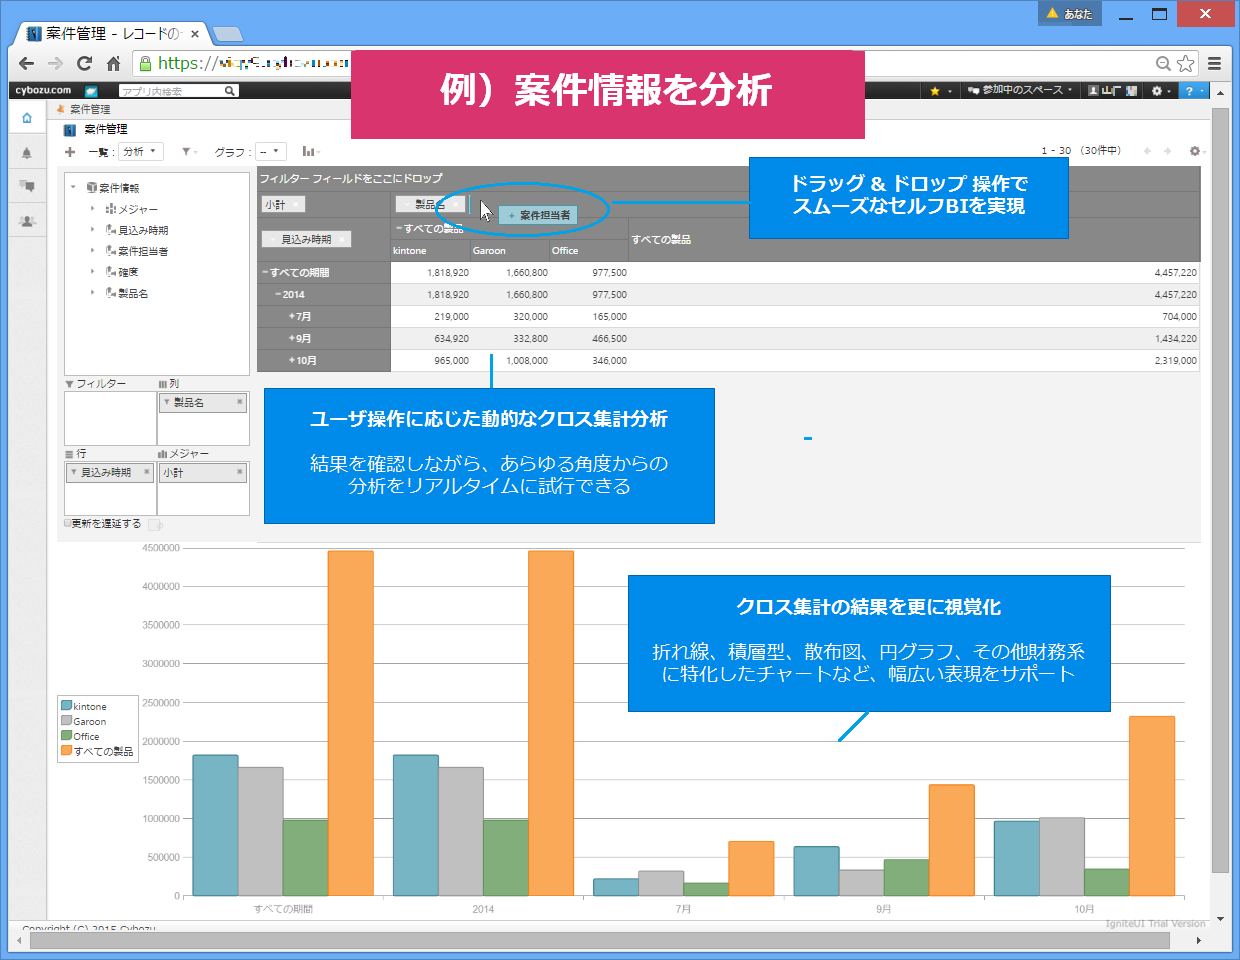 あなた
案件管理 - レコードの
https://
例）案件情報を分析
cybozu.com
アプリ内検索
参加中のスペース
案件管理
案件管理
一覧 : 分析
グラフ : --
1 - 30 (30件中)
案件情報
メジャー
見込み時期
案件担当者
確度
製品名
フィルター
列
製品名
行
メジャー
見込み時期
小計
更新を遅延する
フィルター フィールドをここにドロップ
小計
製品名
案件担当者
見込み時期
すべての製品
kintone
Garoon
Office
すべての製品
すべての期間 1,818,920 1,660,800 977,500 4,457,220
2014 1,818,920 1,660,800 977,500 4,457,220
7月 219,000 320,000 165,000 704,000
9月 634,920 332,800 466,500 1,434,220
10月 965,000 1,008,000 346,000 2,319,000
ドラッグ & ドロップ 操作で
スムーズなセルフBIを実現
ユーザ操作に応じた動的なクロス集計分析
結果を確認しながら、あらゆる角度からの
分析をリアルタイムに試行できる
クロス集計の結果を更に視覚化
折れ線、積層型、散布図、円グラフ、その他財務系
に特化したチャートなど、幅広い表現をサポート
4500000
4000000
3500000
3000000
2500000
2000000
1500000
1000000
500000
0
kintone
Garoon
Office
すべての製品
すべての期間
2014
7月
9月
10月
IgniteUI Trial Version
Copyright (C) 2015 Cybozu